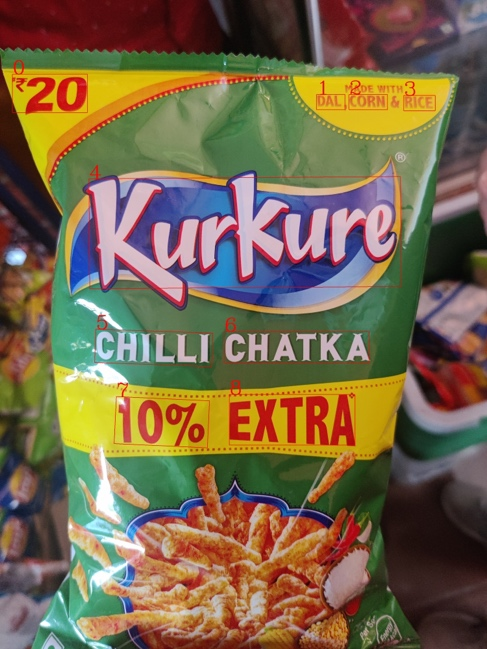 ₹20
MADE WITH
DAL, CORN & RICE
Kurkure®
CHILLI CHATKA
10% EXTRA*